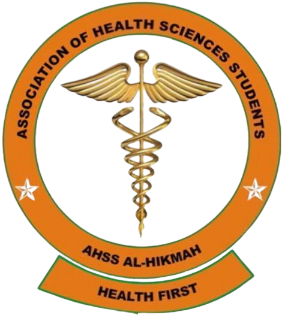 ASSOCIATION OF HEALTH SCIENCES STUDENTS
AHSS AL-HIKMAH
HEALTH FIRST